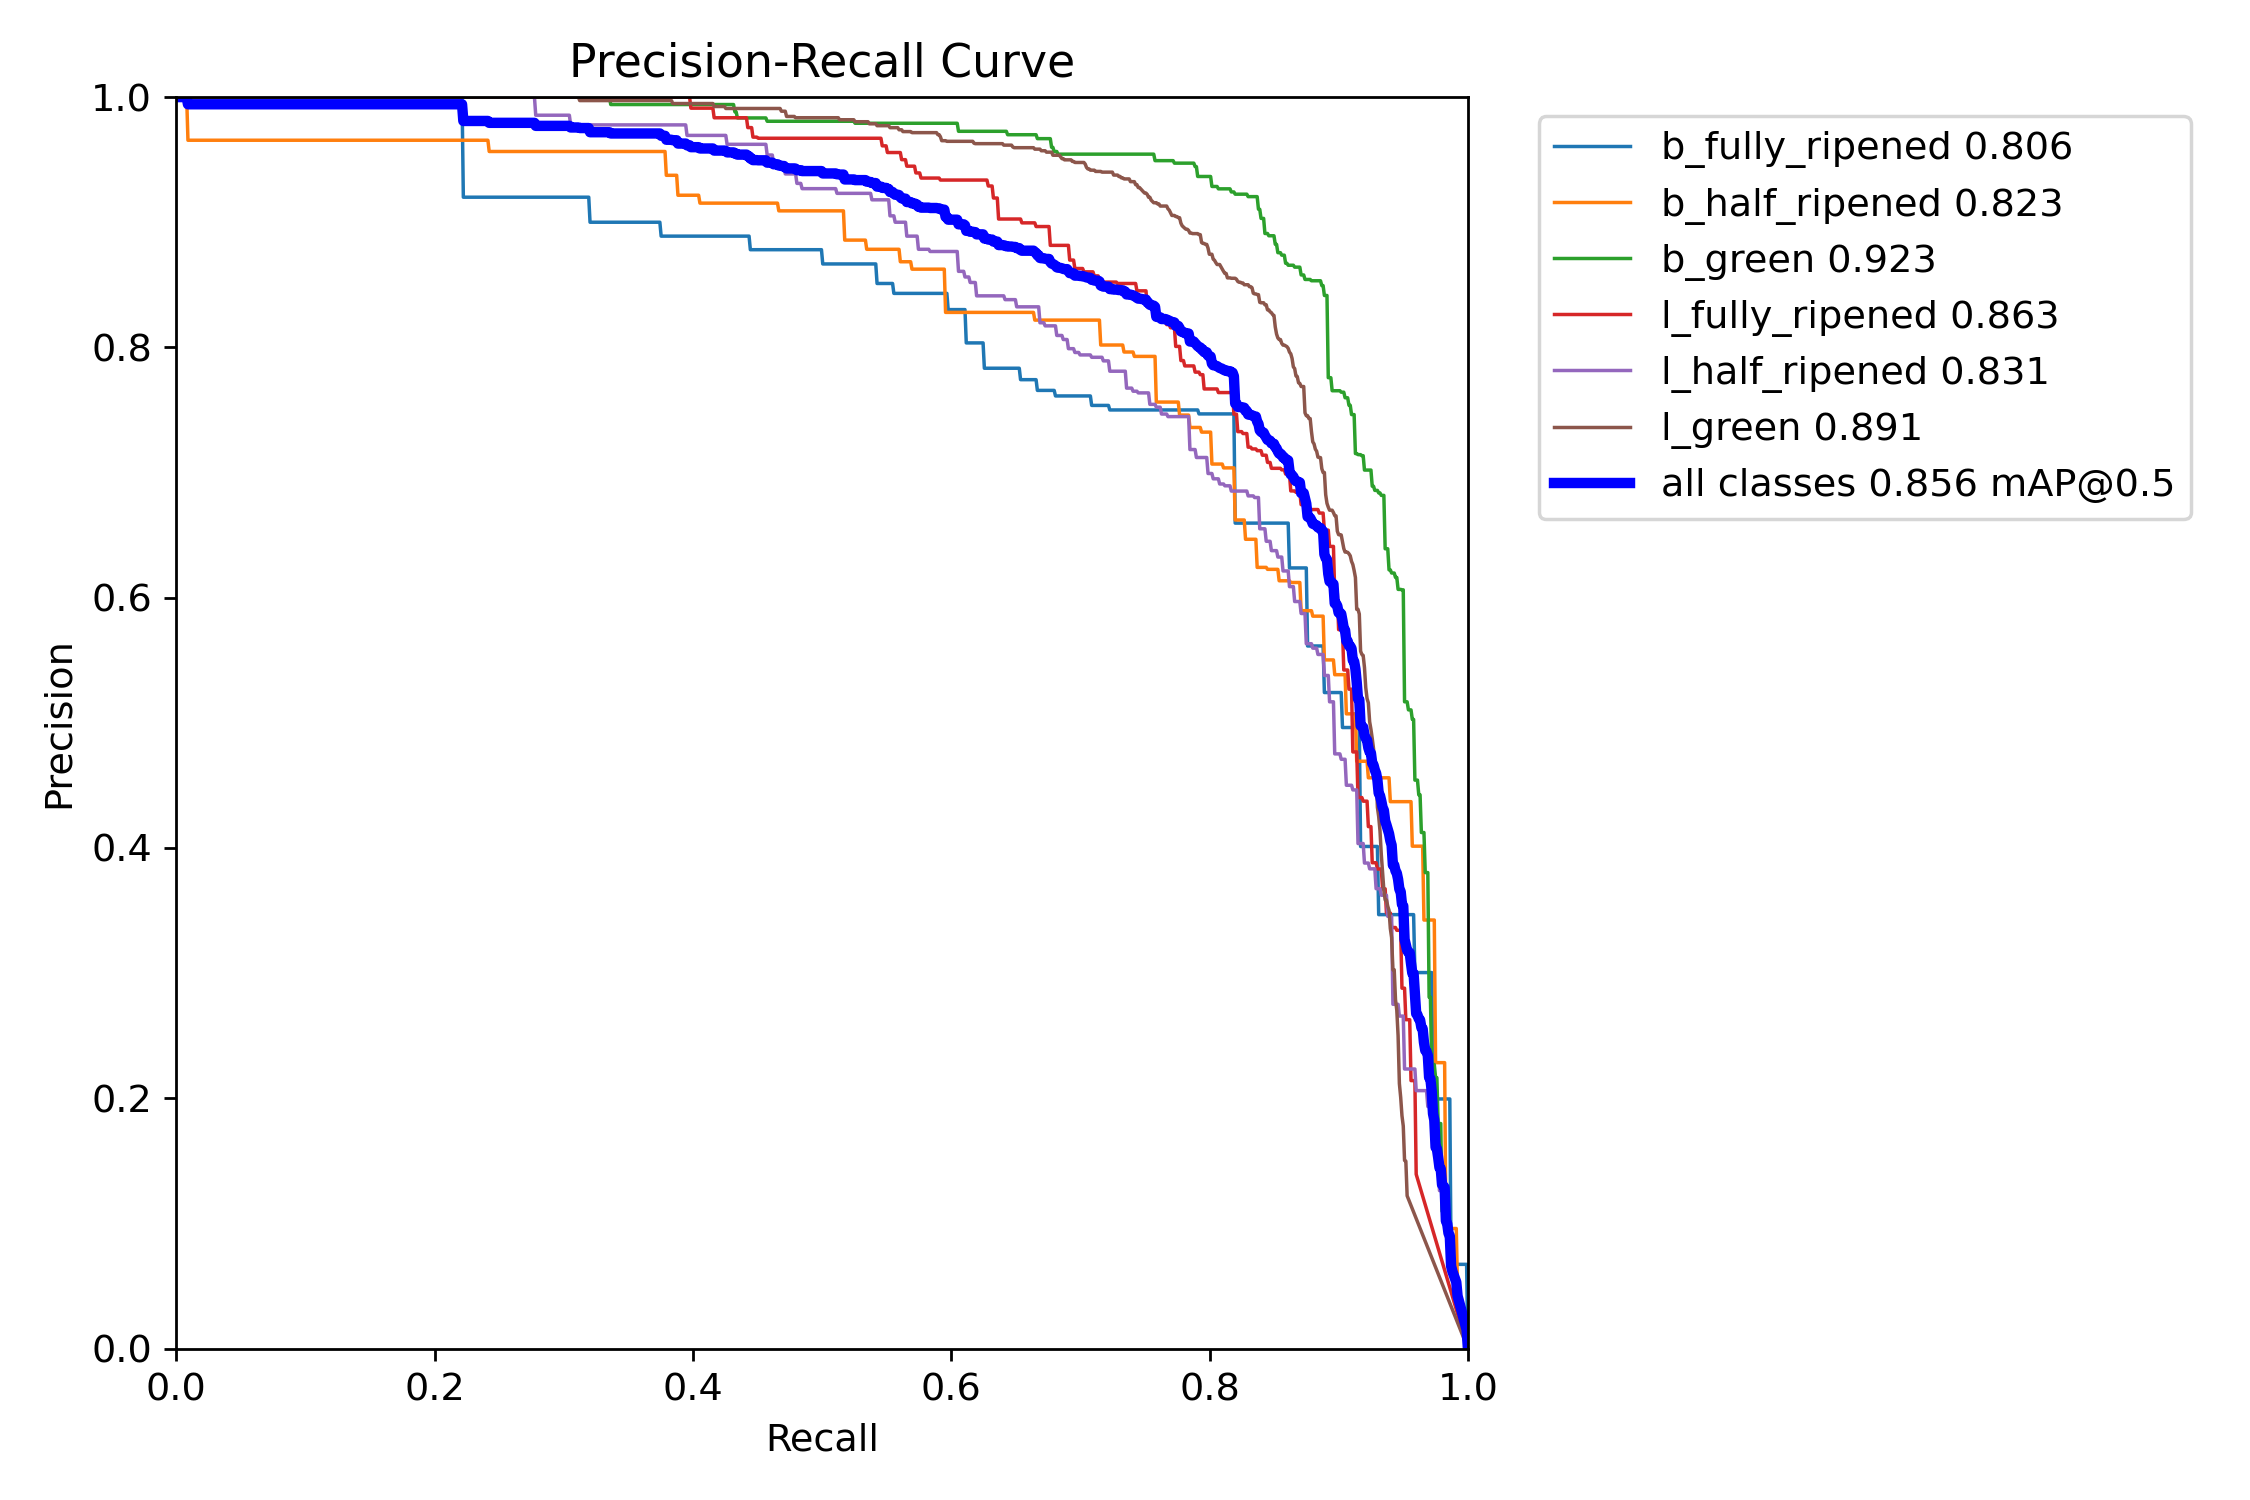 Precision-Recall Curve
1.0
0.8
0.6
0.4
0.2
0.0
Precision
0.0 0.2 0.4 0.6 0.8 1.0
Recall
b_fully_ripened 0.806
b_half_ripened 0.823
b_green 0.923
l_fully_ripened 0.863
l_half_ripened 0.831
l_green 0.891
all classes 0.856 mAP@0.5